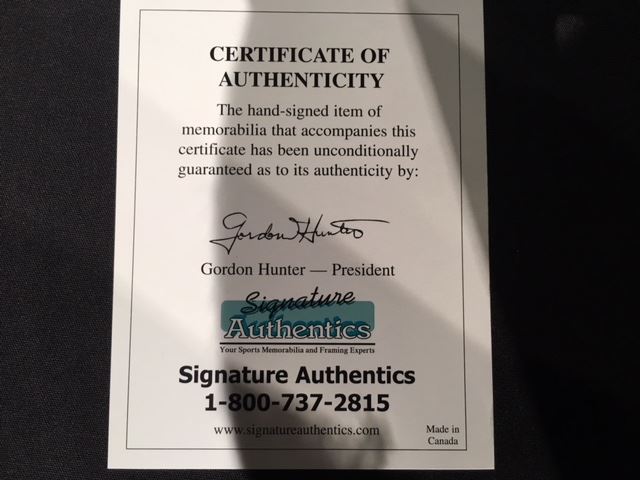 CERTIFICATE OF
AUTHENTICITY
The hand-signed item of
memorabilia that accompanies this
certificate has been unconditionally
guaranteed as to its authenticity by:
Gordon Hunter
Gordon Hunter — President
Signature
Authentics
Your Sports Memorabilia and Framing Experts
Signature Authentics
1-800-737-2815
www.signatureauthentics.com
Made in
Canada